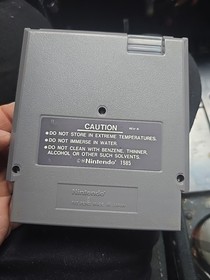 CAUTION
• DO NOT STORE IN EXTREME TEMPERATURES.
• DO NOT IMMERSE IN WATER.
• DO NOT CLEAN WITH BENZENE, THINNER,
ALCOHOL OR OTHER SUCH SOLVENTS.
© Nintendo 1985
Nintendo